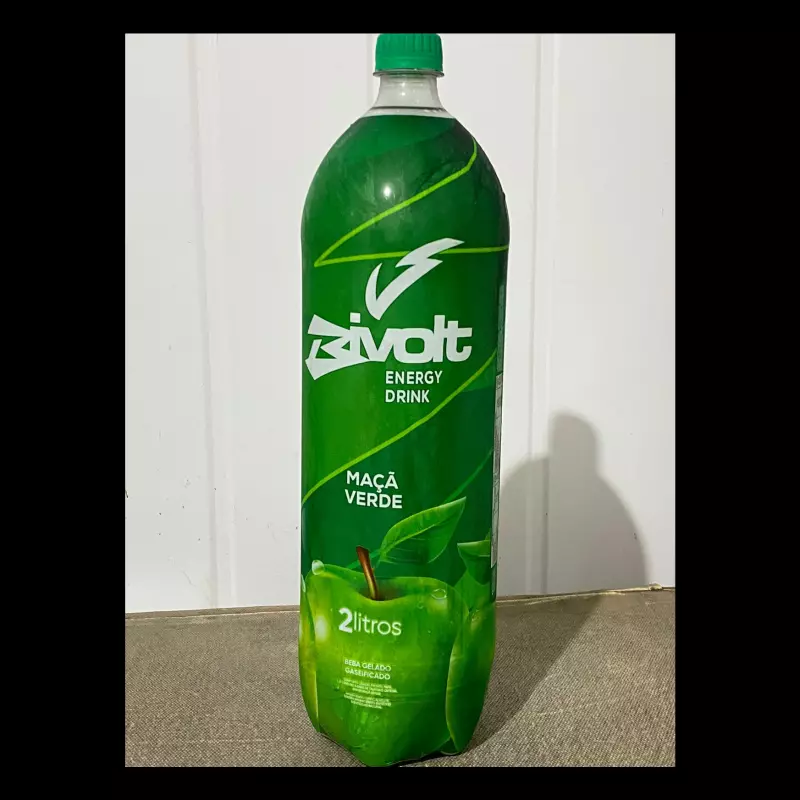 Bivolt
ENERGY
DRINK
MAÇÃ
VERDE
2litros
BEBA GELADO
GASEIFICADO